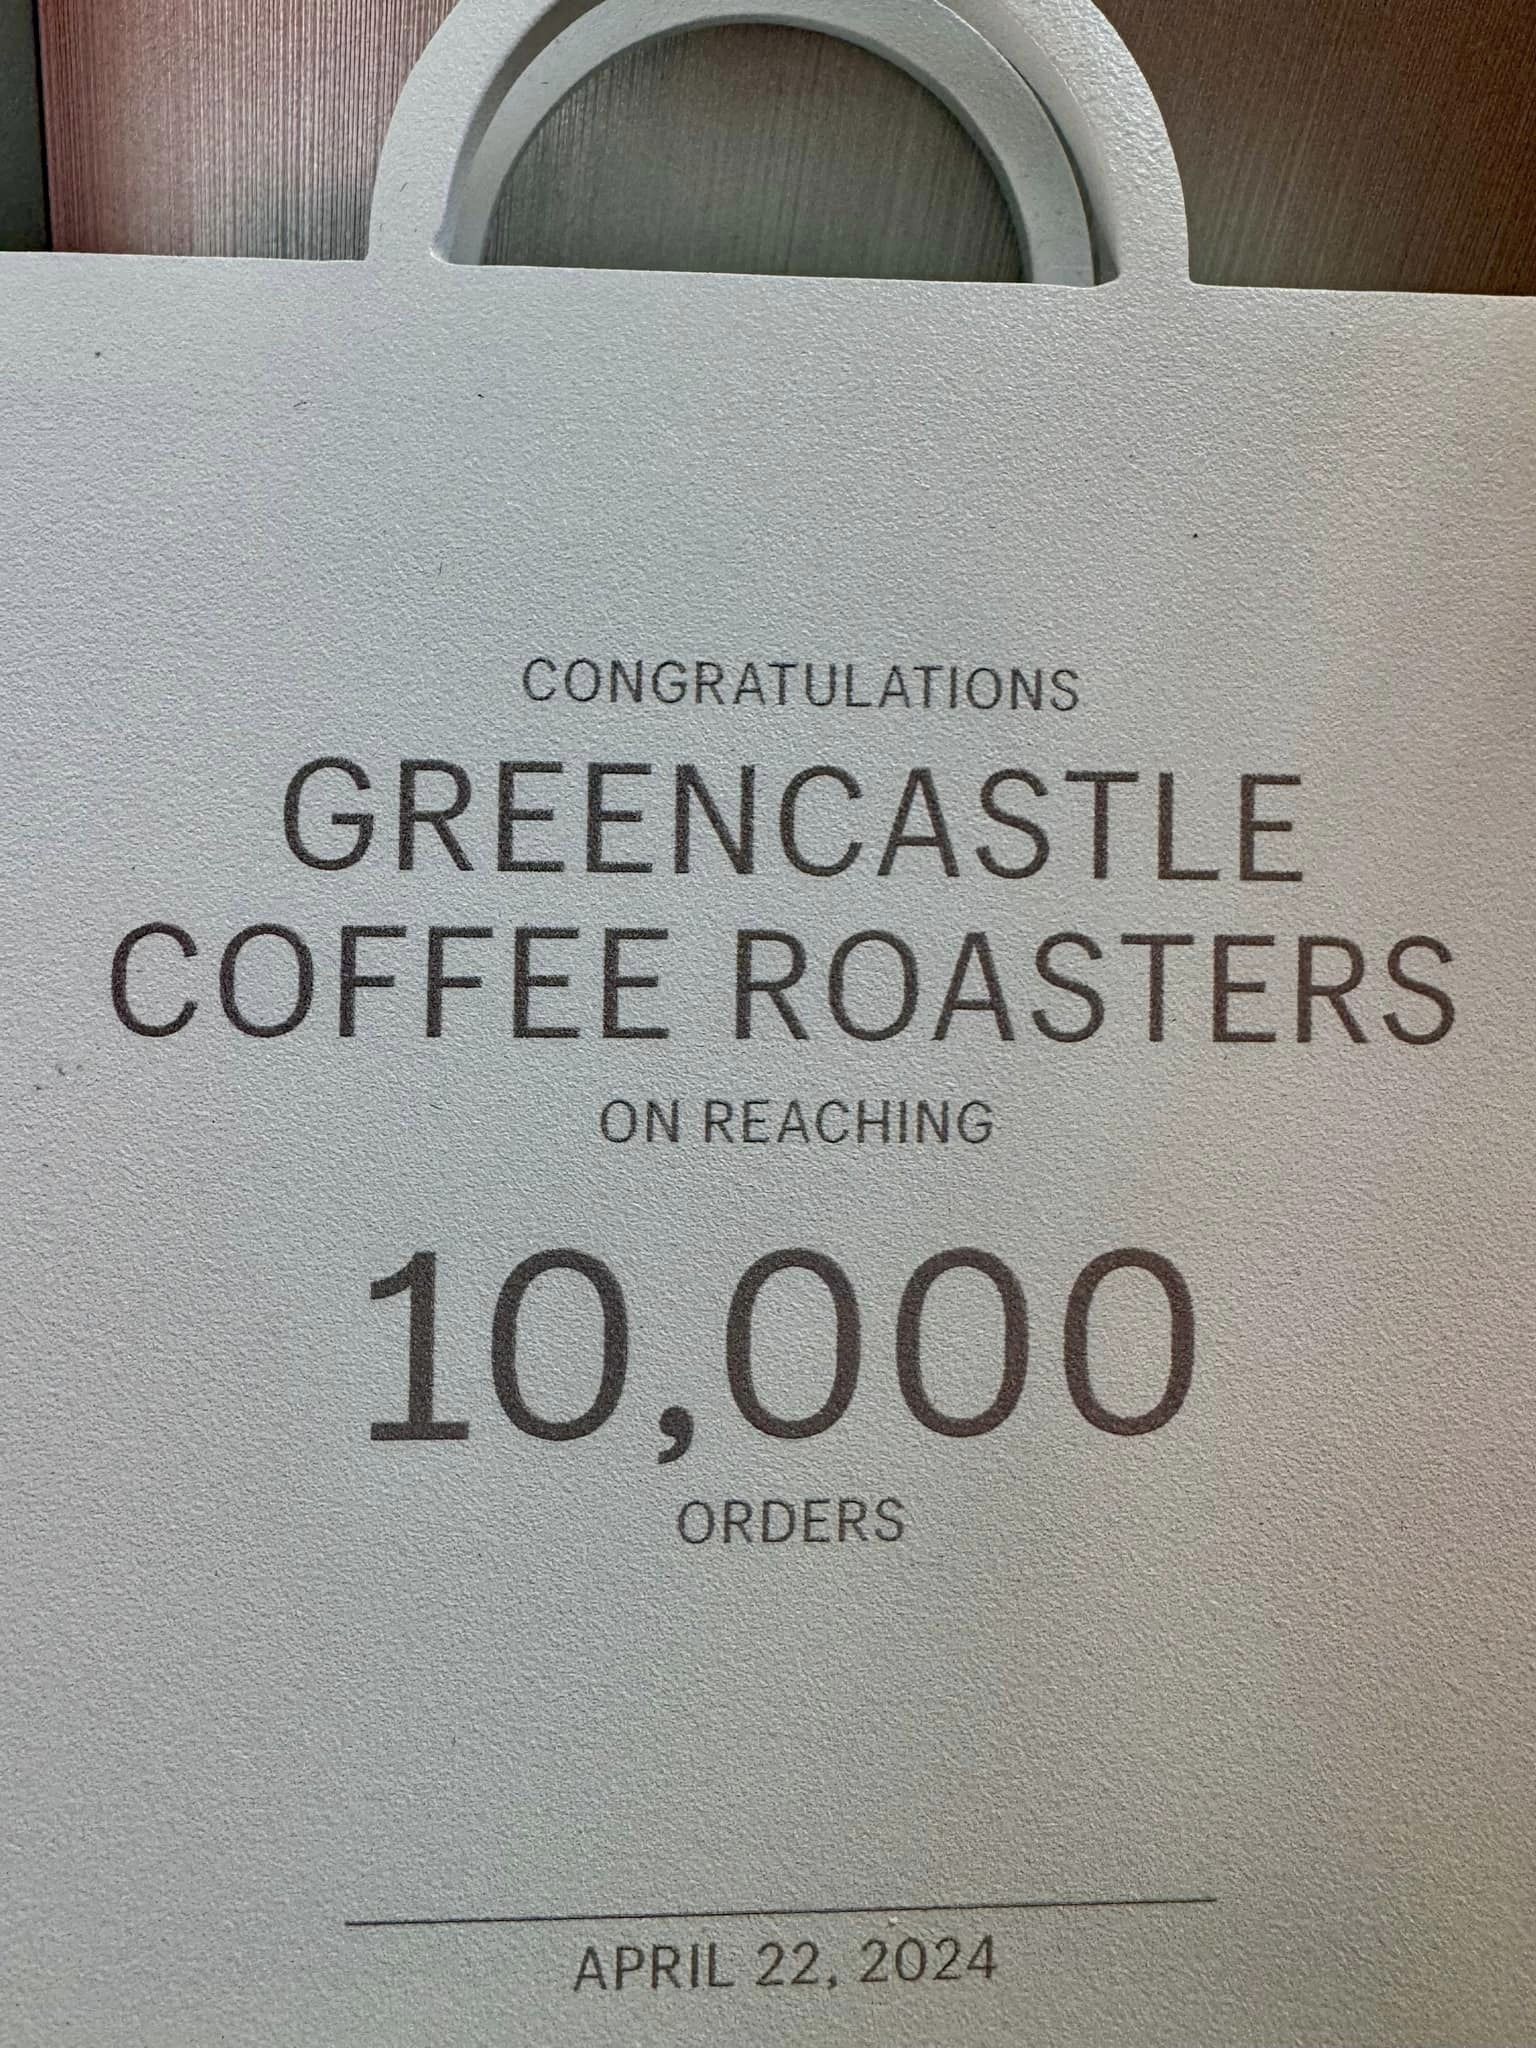 CONGRATULATIONS
GREENCASTLE
COFFEE ROASTERS
ON REACHING
10,000
ORDERS
APRIL 22, 2024